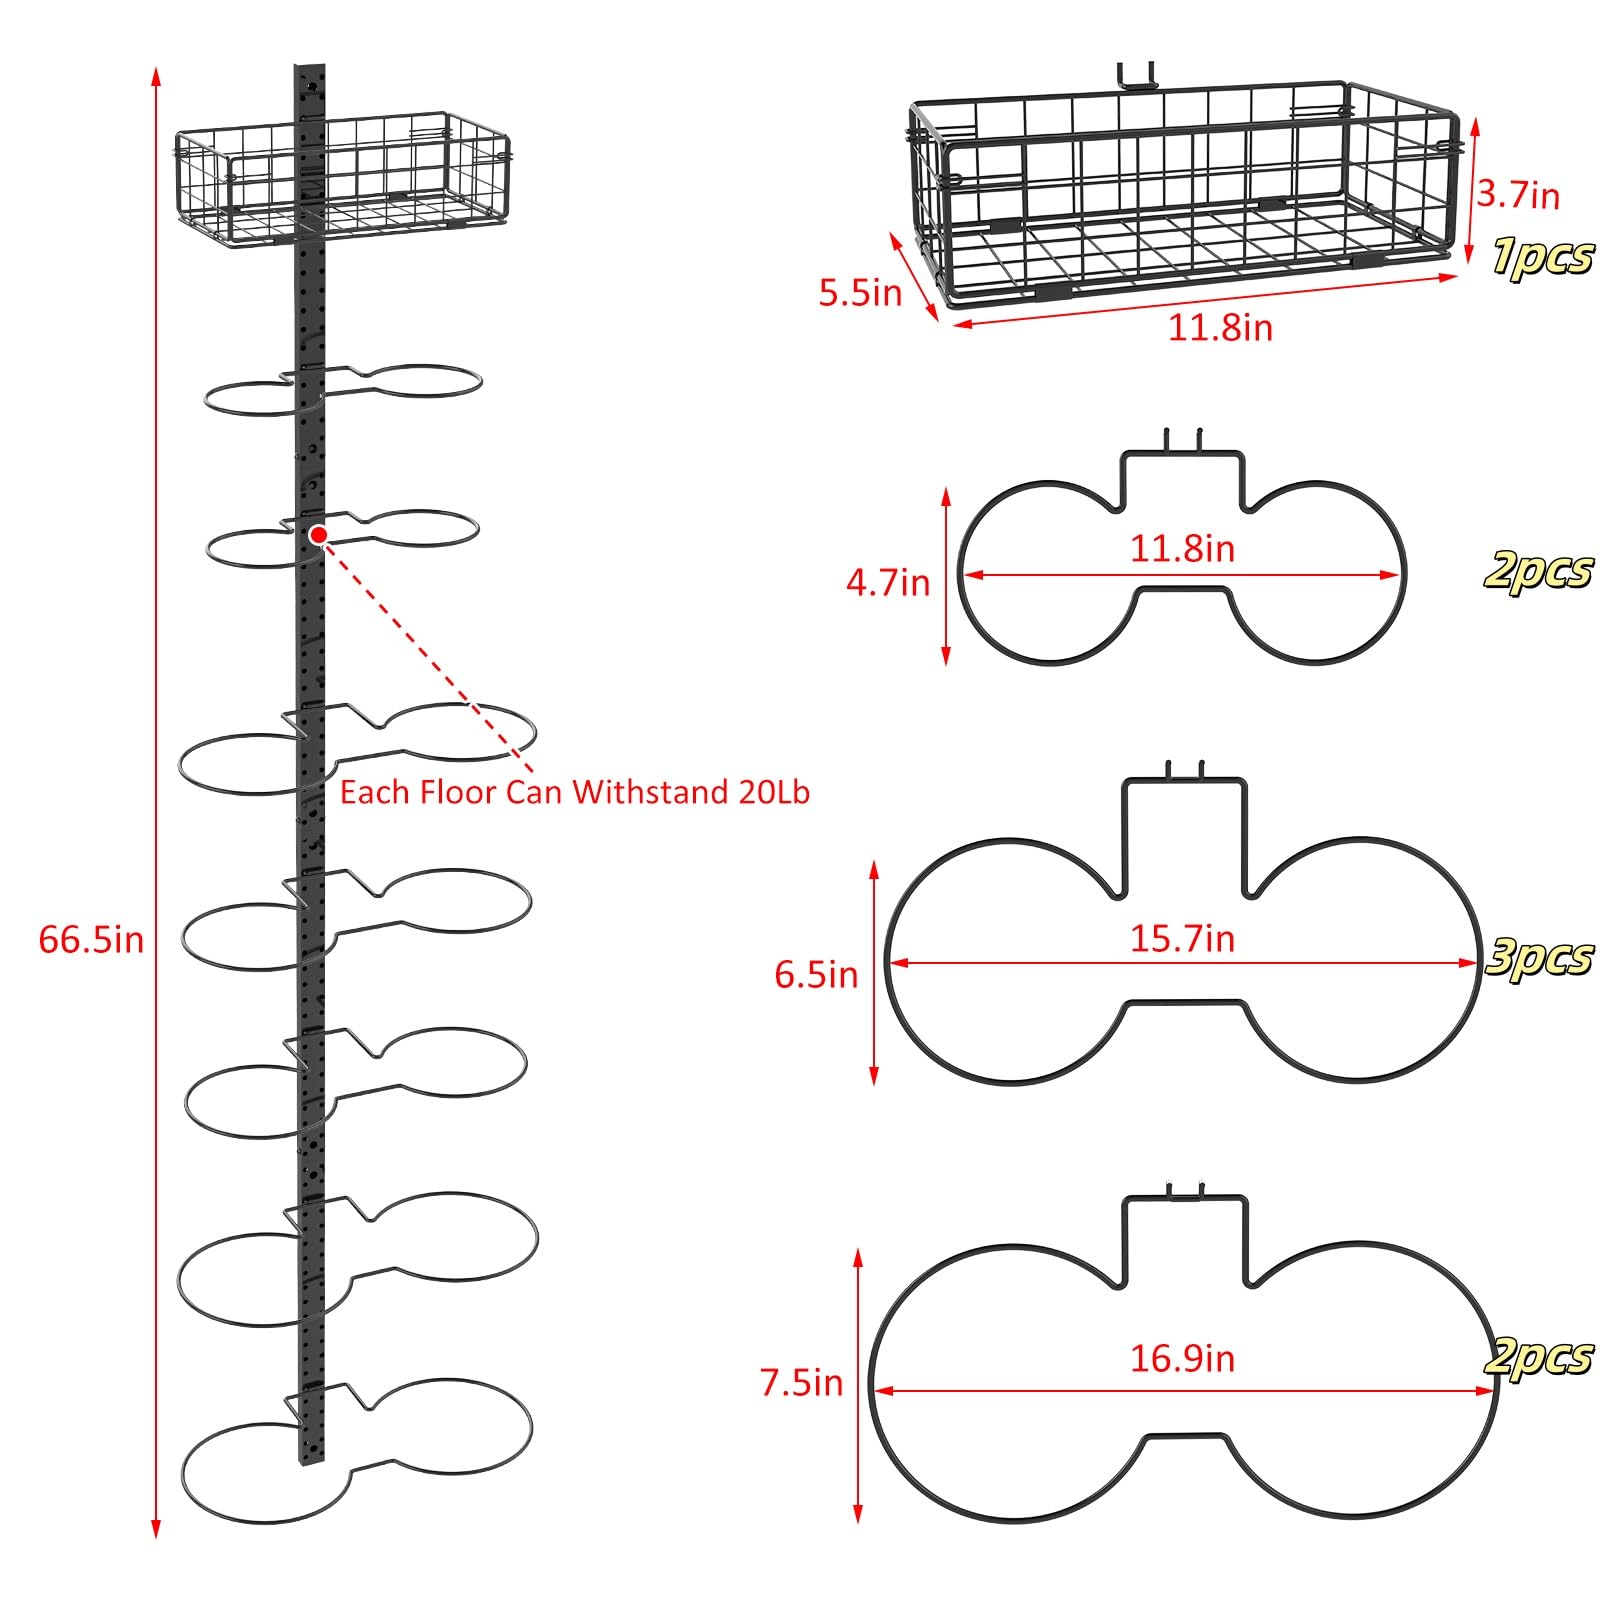 3.7in
1pcs
5.5in
11.8in
11.8in
4.7in
2pcs
Each Floor Can Withstand 20Lb
66.5in
15.7in
6.5in
3pcs
16.9in
7.5in
2pcs